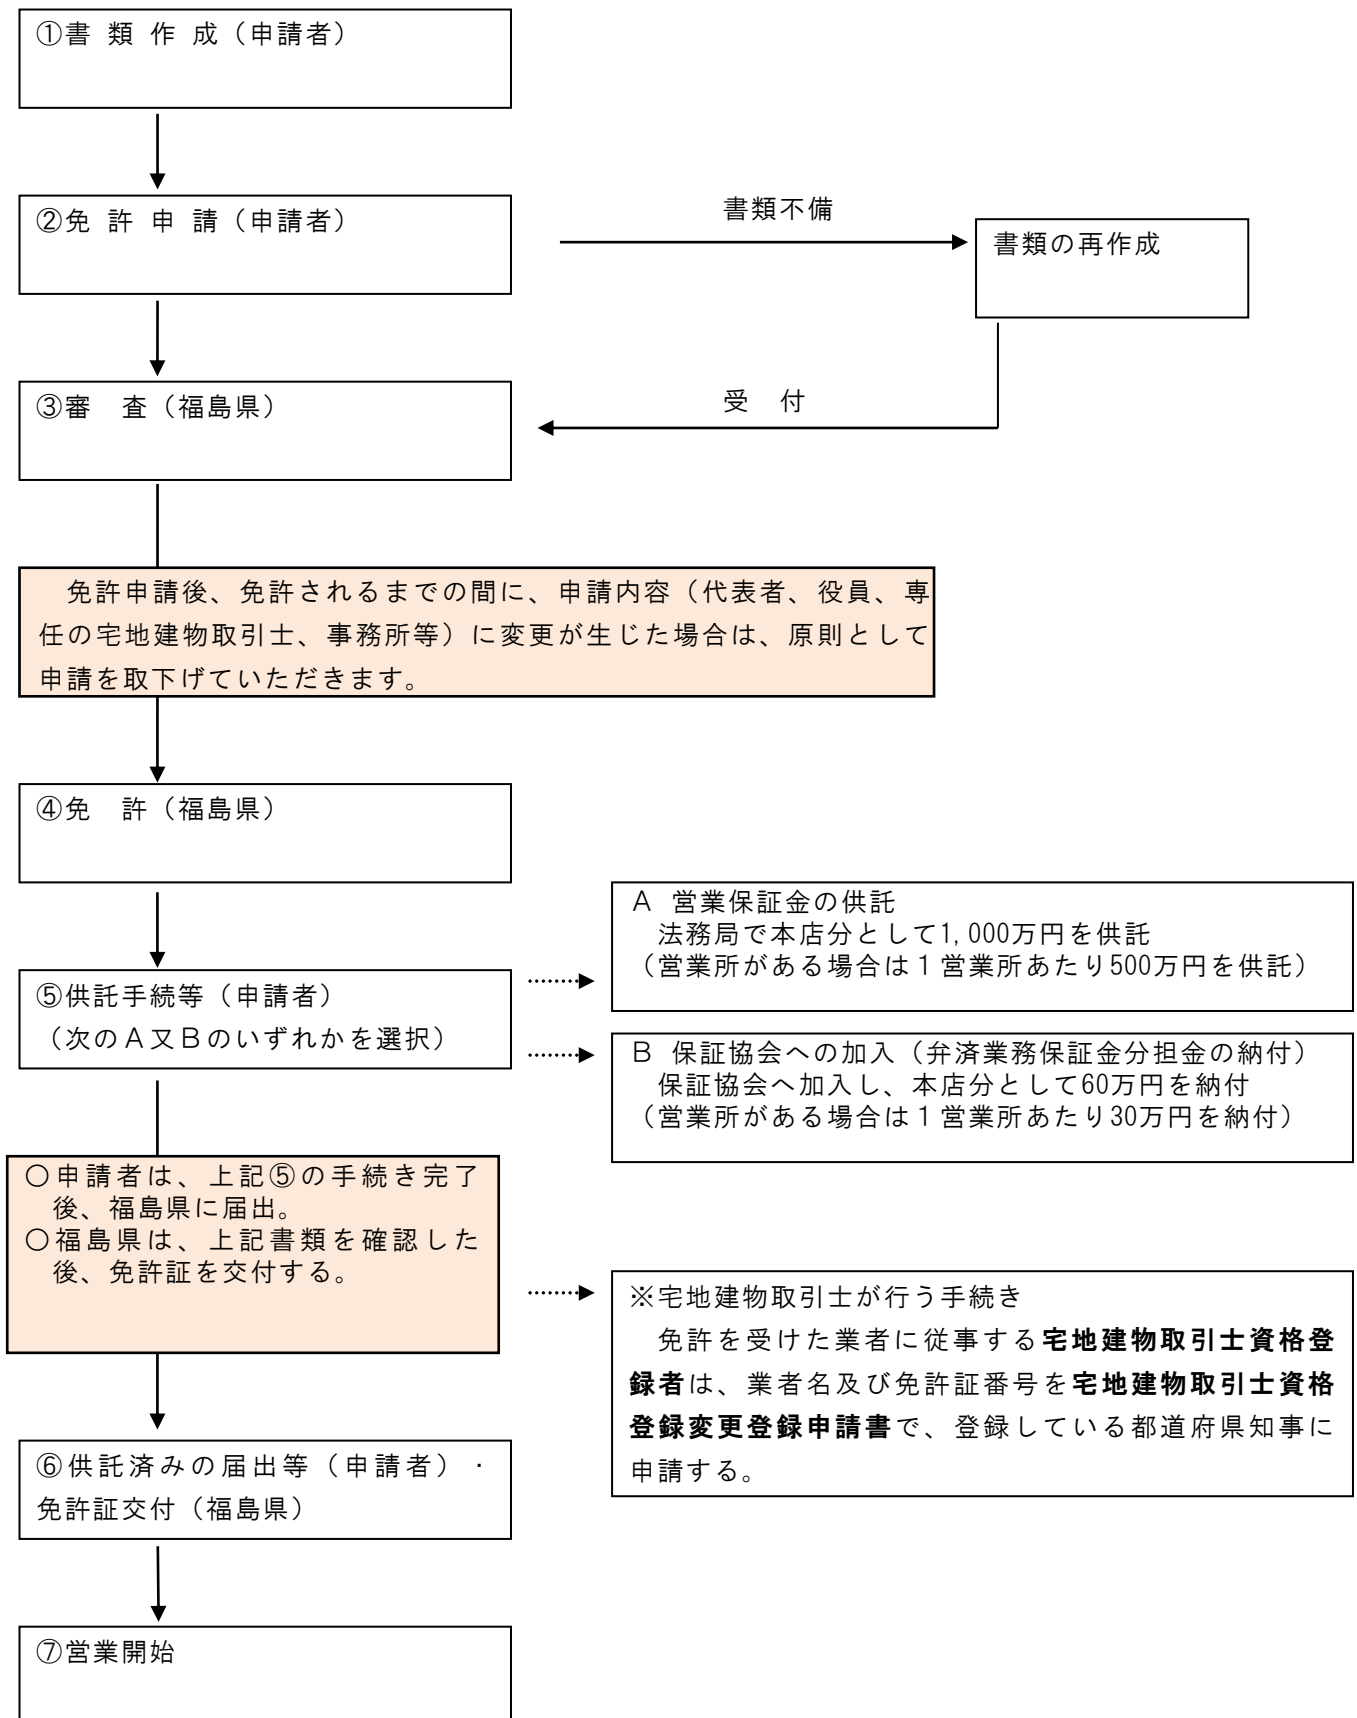 ①書 類 作 成（申請者）
②免 許 申 請（申請者）
書類不備
書類の再作成
③審　査（福島県）
受　付
　免許申請後、免許されるまでの間に、申請内容（代表者、役員、専
任の宅地建物取引士、事務所等）に変更が生じた場合は、原則として
申請を取下げていただきます。
④免　許（福島県）
Ａ 営業保証金の供託
　法務局で本店分として1,000万円を供託
（営業所がある場合は１営業所あたり500万円を供託）
⑤供託手続等（申請者）
（次のＡ又Ｂのいずれかを選択）
Ｂ 保証協会への加入（弁済業務保証金分担金の納付）
　保証協会へ加入し、本店分として60万円を納付
（営業所がある場合は１営業所あたり30万円を納付）
〇申請者は、上記⑤の手続き完了
　後、福島県に届出。
〇福島県は、上記書類を確認した
　後、免許証を交付する。
※宅地建物取引士が行う手続き
　免許を受けた業者に従事する宅地建物取引士資格登
録者は、業者名及び免許証番号を宅地建物取引士資格
登録変更登録申請書で、登録している都道府県知事に
申請する。
⑥供託済みの届出等（申請者）・
免許証交付（福島県）
⑦営業開始